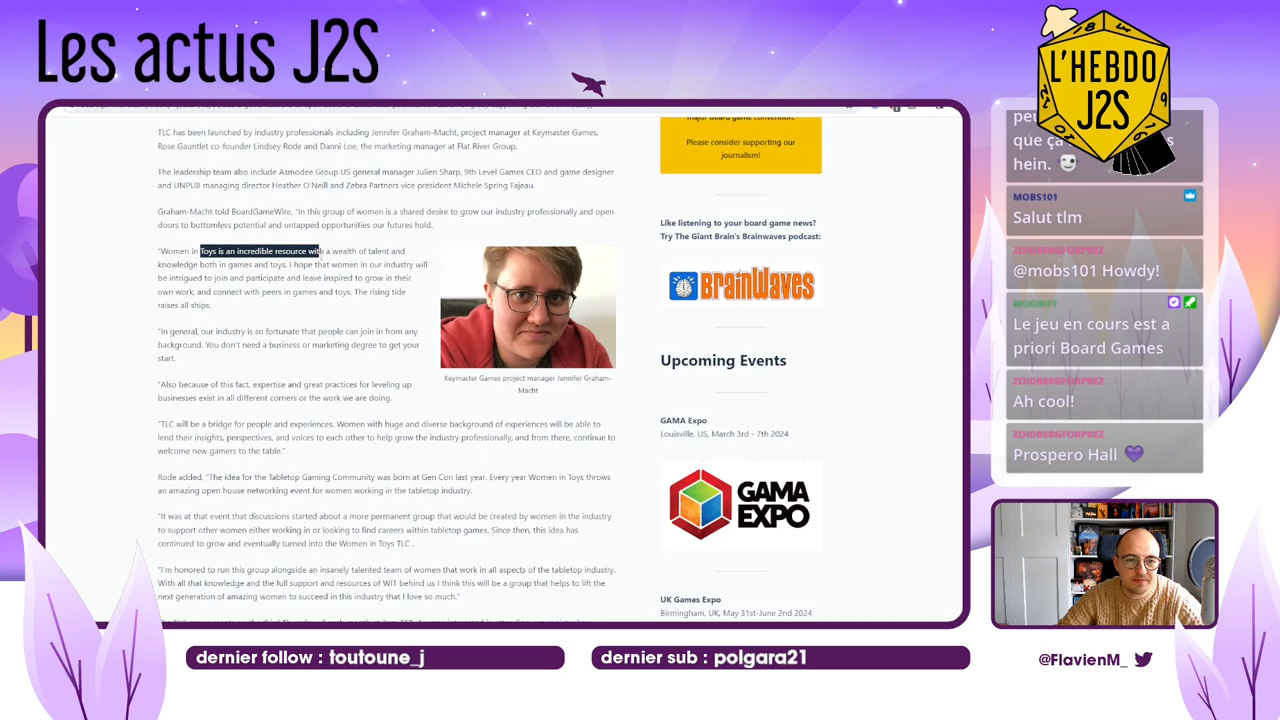 Les actus J2S
TLC has been launched by industry professionals including Jennifer Graham-Macht, project manager at Keymaster Games,
Rose Gauntlet co-founder Lindsey Rode and Danni Loe, the marketing manager at Flat River Group.
The leadership team also include Asmodee Group US general manager Julien Sharp, 9th Level Games CEO and game designer
and UNPUB managing director Heather O'Neill and Zebra Partners vice president Michele Spring Fajeau.
Graham-Macht told BoardGameWire, "In this group of women is a shared desire to grow our industry professionally and open
doors to bottomless potential and untapped opportunities our futures hold.
"Women in Toys is an incredible resource with a wealth of talent and
knowledge both in games and toys. I hope that women in our industry will
be intrigued to join and participate and leave inspired to grow in their
own work, and connect with peers in games and toys. The rising tide
raises all ships.
"In general, our industry is so fortunate that people can join in from any
background. You don't need a business or marketing degree to get your
start.
"Also because of this fact, expertise and great practices for leveling up
businesses exist in all different corners or the work we are doing.
Keymaster Games project manager Jennifer Graham-
Macht
"TLC will be a bridge for people and experiences. Women with huge and diverse background of experiences will be able to
lend their insights, perspectives, and voices to each other to help grow the industry professionally, and from there, continue to
welcome new gamers to the table."
Rode added, "The idea for the Tabletop Gaming Community was born at Gen Con last year. Every year Women in Toys throws
an amazing open house networking event for women working in the tabletop industry.
"It was at that event that discussions started about a more permanent group that would be created by women in the industry
to support other women either working in or looking to find careers within tabletop games. Since then, this idea has
continued to grow and eventually turned into the Women in Toys TLC .
"I'm honored to run this group alongside an insanely talented team of women that work in all aspects of the tabletop industry.
With all that knowledge and the full support and resources of WIT behind us I think this will be a group that helps to lift the
next generation of amazing women to succeed in this industry that I love so much."
major board game convention.
Please consider supporting our
journalism!
Like listening to your board game news?
Try The Giant Brain's Brainwaves podcast:
BRAINWAVES
Upcoming Events
GAMA Expo
Louisville, US, March 3rd - 7th 2024
GAMA
EXPO
UK Games Expo
Birmingham, UK, May 31st-June 2nd 2024
L'HEBDO
J2S
que ça
hein.
MOBS101
Salut tlm
ZOIDBERGFORPREZ
@mobs101 Howdy!
MOOBOT
Le jeu en cours est a
priori Board Games
ZOIDBERGFORPREZ
Ah cool!
ZOIDBERGFORPREZ
Prospero Hall
dernier follow : toutoune_j
dernier sub : polgara21
@FlavienM_